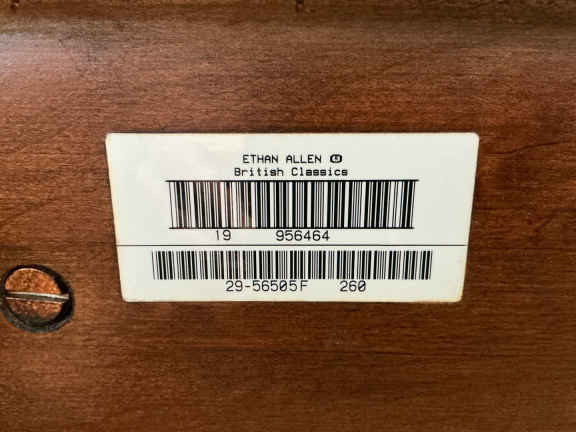 ETHAN ALLEN
British Classics
19 956464
29-56505F 260